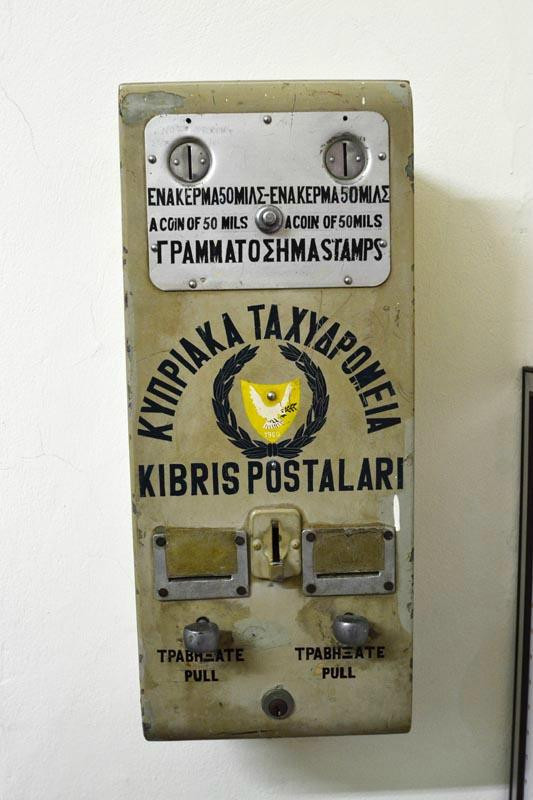 ΕΝΑ ΚΕΡΜΑ 50 ΜΙΛΣ-ΕΝΑ ΚΕΡΜΑ 50 ΜΙΛΣ
A COIN OF 50 MILS A COIN OF 50 MILS
ΓΡΑΜΜΑΤΟΣΗΜΑ STAMPS
ΚΥΠΡΙΑΚΑ ΤΑΧΥΔΡΟΜΕΙΑ
1960
KIBRIS POSTALARI
ΤΡΑΒΗΞΑΤΕ ΤΡΑΒΗΞΑΤΕ
PULL PULL